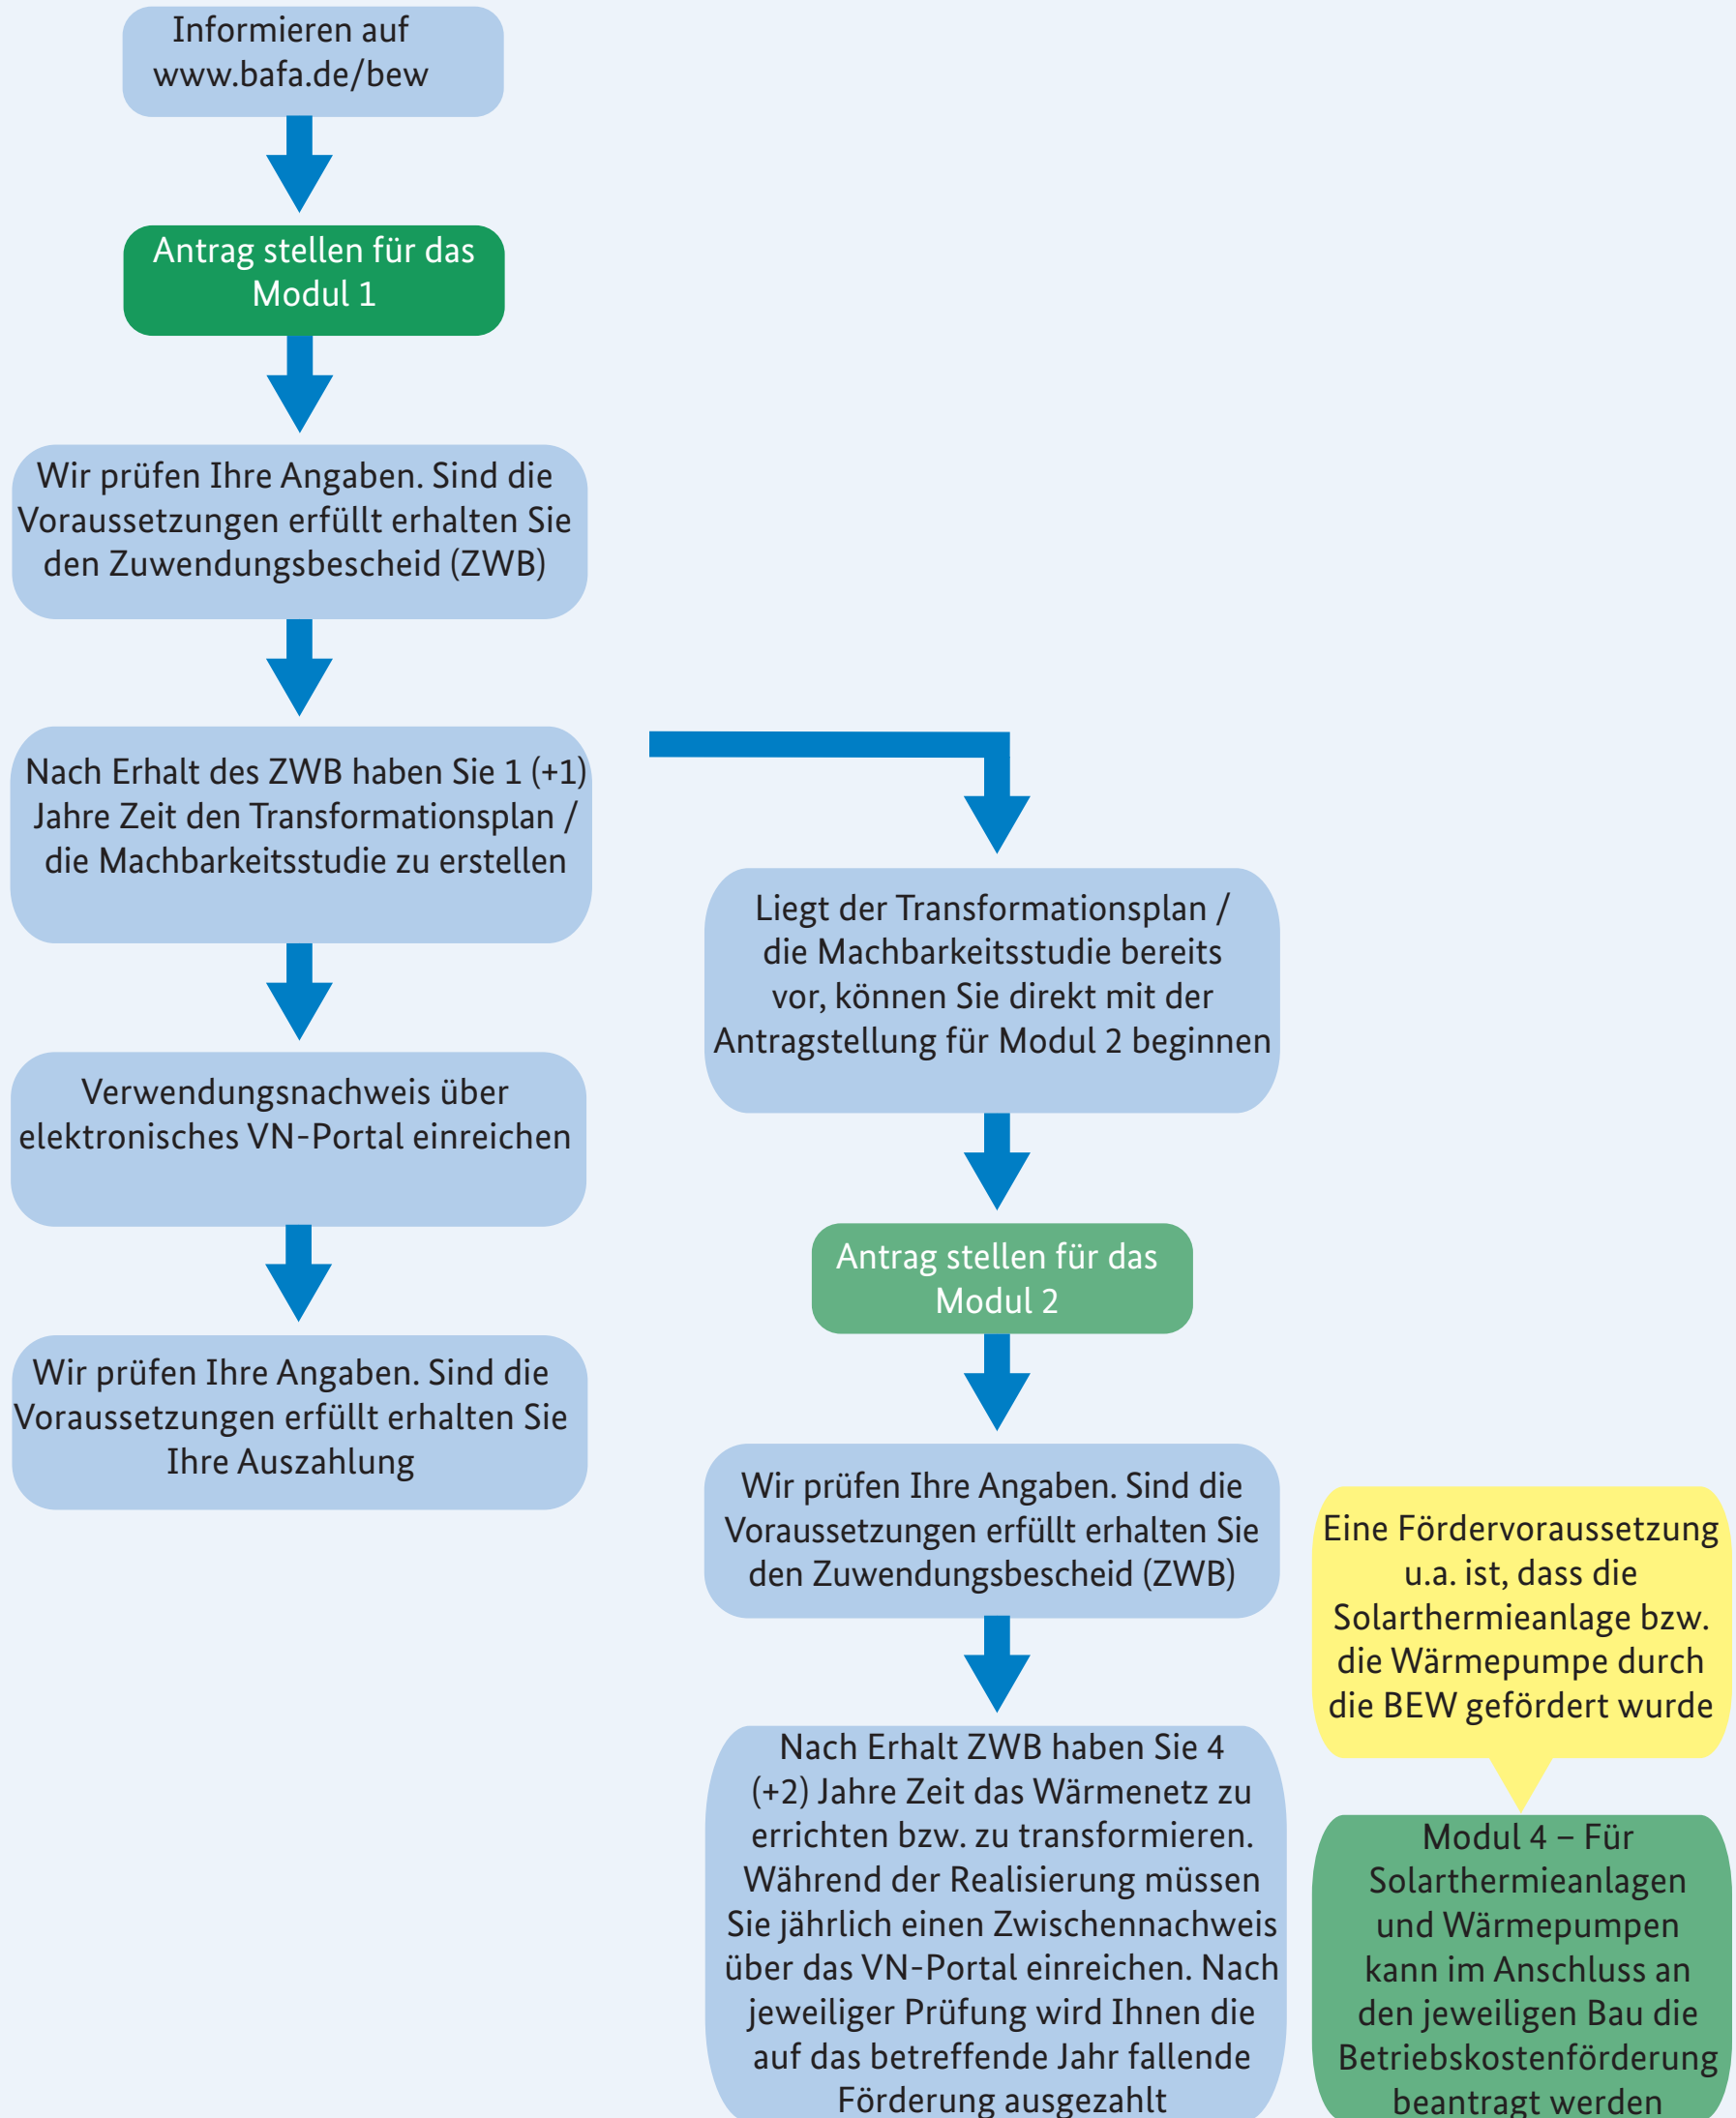 Informieren auf
www.bafa.de/bew
Antrag stellen für das
Modul 1
Wir prüfen Ihre Angaben. Sind die
Voraussetzungen erfüllt erhalten Sie
den Zuwendungsbescheid (ZWB)
Nach Erhalt des ZWB haben Sie 1 (+1)
Jahre Zeit den Transformationsplan /
die Machbarkeitsstudie zu erstellen
Verwendungsnachweis über
elektronisches VN-Portal einreichen
Wir prüfen Ihre Angaben. Sind die
Voraussetzungen erfüllt erhalten Sie
Ihre Auszahlung
Liegt der Transformationsplan /
die Machbarkeitsstudie bereits
vor, können Sie direkt mit der
Antragstellung für Modul 2 beginnen
Antrag stellen für das
Modul 2
Wir prüfen Ihre Angaben. Sind die
Voraussetzungen erfüllt erhalten Sie
den Zuwendungsbescheid (ZWB)
Nach Erhalt ZWB haben Sie 4
(+2) Jahre Zeit das Wärmenetz zu
errichten bzw. zu transformieren.
Während der Realisierung müssen
Sie jährlich einen Zwischennachweis
über das VN-Portal einreichen. Nach
jeweiliger Prüfung wird Ihnen die
auf das betreffende Jahr fallende
Förderung ausgezahlt
Eine Fördervoraussetzung
u.a. ist, dass die
Solarthermieanlage bzw.
die Wärmepumpe durch
die BEW gefördert wurde
Modul 4 – Für
Solarthermieanlagen
und Wärmepumpen
kann im Anschluss an
den jeweiligen Bau die
Betriebskostenförderung
beantragt werden